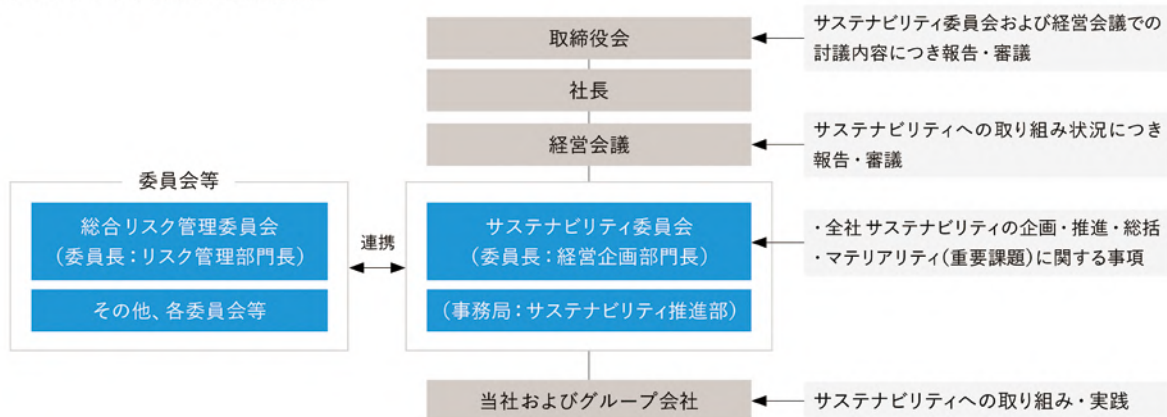 取締役会
サステナビリティ委員会および経営会議での
討議内容につき報告・審議
社長
経営会議
サステナビリティへの取り組み状況につき
報告・審議
委員会等
総合リスク管理委員会
(委員長：リスク管理部門長)
その他、各委員会等
連携
サステナビリティ委員会
(委員長：経営企画部門長)
(事務局：サステナビリティ推進部)
・全社 サステナビリティの企画・推進・総括
・マテリアリティ(重要課題)に関する事項
当社およびグループ会社
サステナビリティへの取り組み・実践